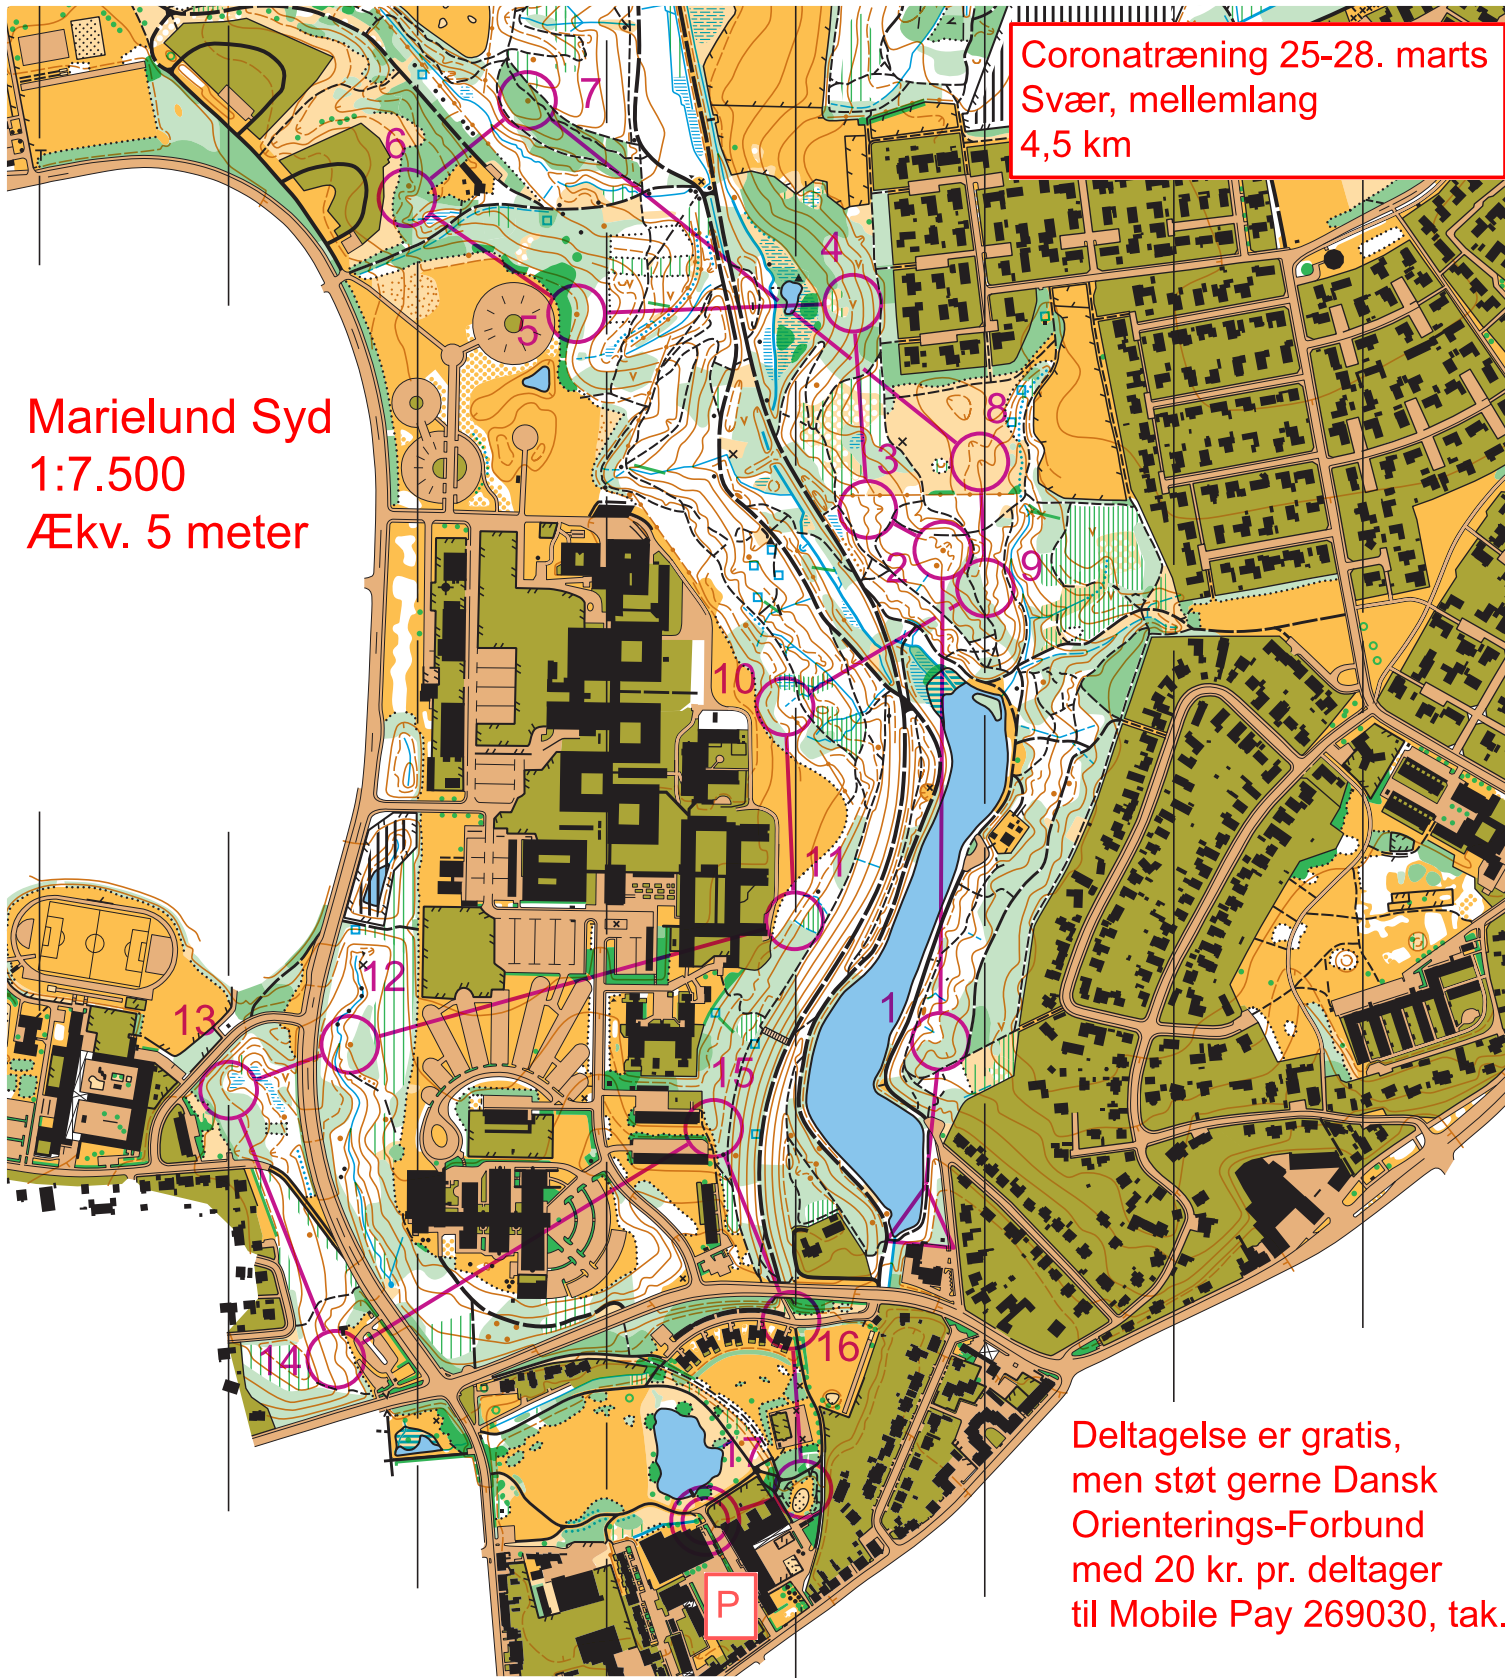 Coronatræning 25-28. marts
Svær, mellemlang
4,5 km
Marielund Syd
1:7.500
Ækv. 5 meter
7
6
4
5
8
3
2
9
10
11
12
13
1
15
16
14
17
P
Deltagelse er gratis,
men støt gerne Dansk
Orienterings-Forbund
med 20 kr. pr. deltager
til Mobile Pay 269030, tak.